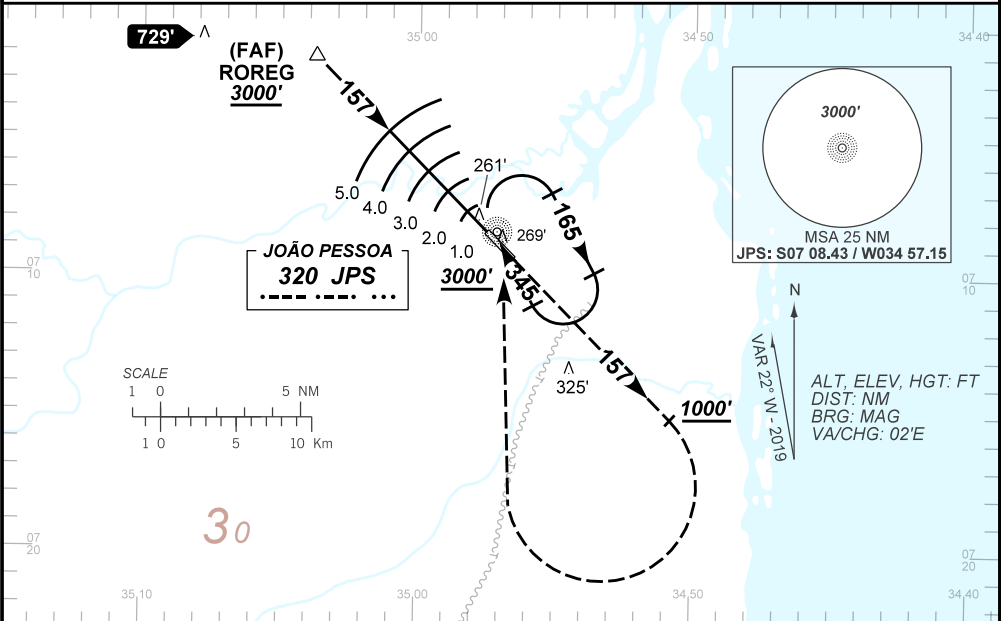 729'
(FAF)
ROREG
3000'
157
35 00
34 50
34 40
3000'
MSA 25 NM
JPS: S07 08.43 / W034 57.15
5.0
4.0
3.0
2.0
1.0
261'
269'
165
345
3000'
JOÃO PESSOA
320 JPS
07
10
07
10
N
VAR 22° W - 2019
ALT, ELEV, HGT: FT
DIST: NM
BRG: MAG
VA/CHG: 02'E
325'
157
1000'
SCALE
1 0 5 NM
1 0 5 10 Km
30
07
20
07
20
35 10
35 00
34 50
34 40